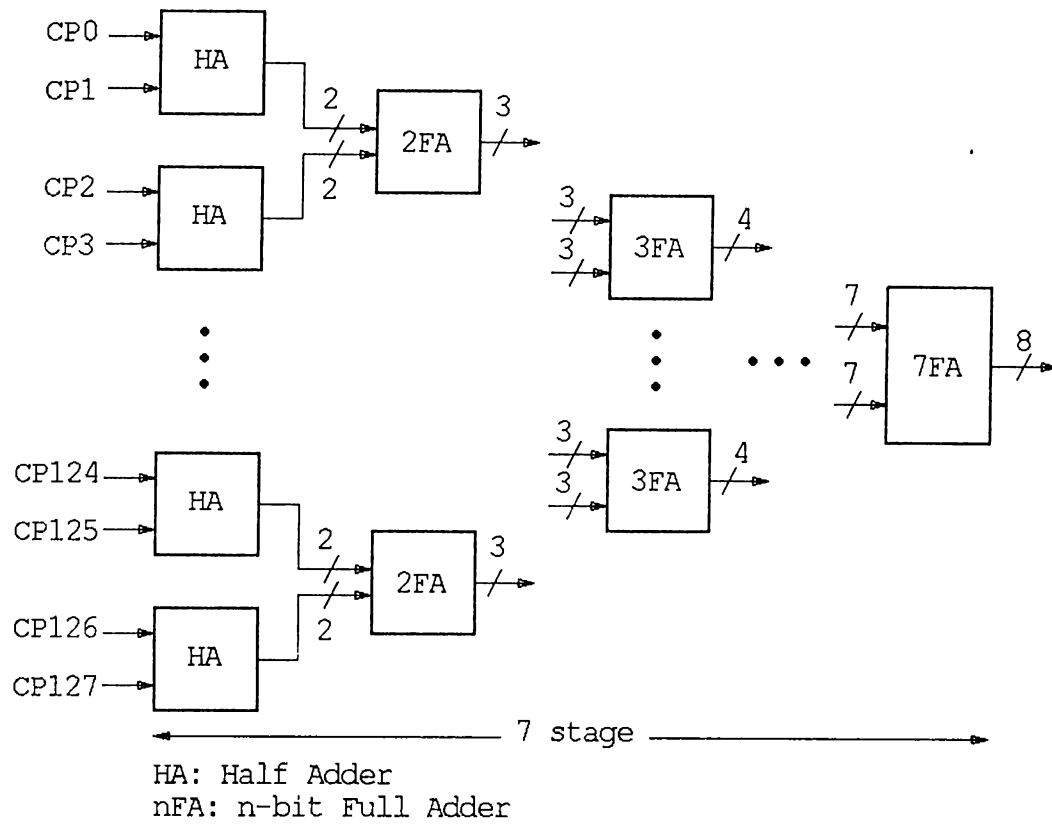 CP0
CP1
HA
2
2FA
3
CP2
CP3
HA
2
3
3
3FA
4
7
7
7FA
8
CP124
CP125
HA
2
2FA
3
3
3
3FA
4
CP126
CP127
HA
2
7 stage
HA: Half Adder
nFA: n-bit Full Adder